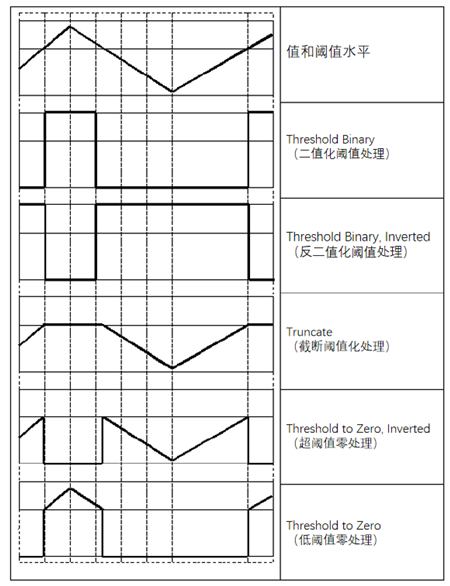 值和阈值水平
Threshold Binary
（二值化阈值处理）
Threshold Binary, Inverted
（反二值化阈值处理）
Truncate
（截断阈值化处理）
Threshold to Zero, Inverted
（超阈值零处理）
Threshold to Zero
（低阈值零处理）